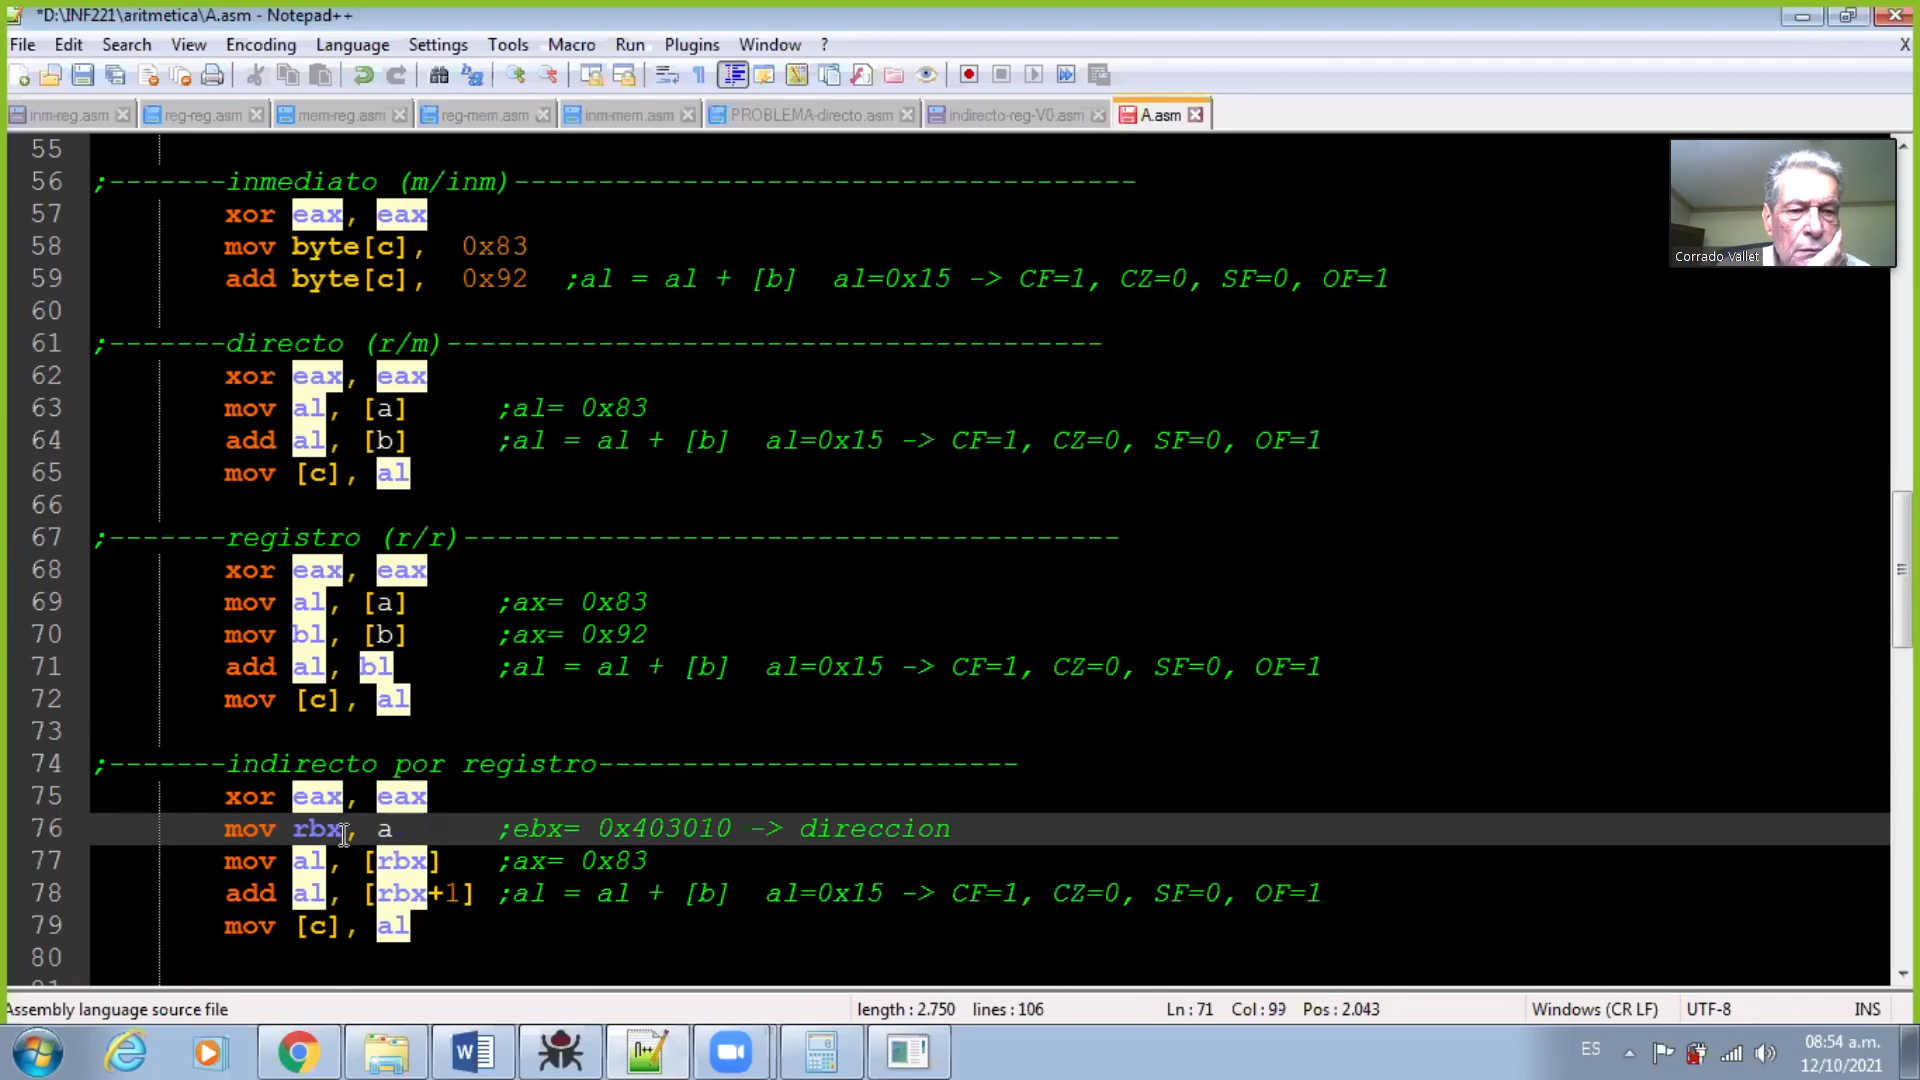 *D:\INF221\aritmetica\A.asm - Notepad++
File Edit Search View Encoding Language Settings Tools Macro Run Plugins Window ? X
inm-reg.asm reg-reg.asm mem-reg.asm reg-mem.asm inm-mem.asm PROBLEMA-directo.asm indirecto-reg-V0.asm A.asm
55
56 ;-------inmediato (m/inm)-------------------------------------
57 xor eax, eax
58 mov byte[c], 0x83
59 add byte[c], 0x92 ;al = al + [b] al=0x15 -> CF=1, CZ=0, SF=0, OF=1
60
61 ;-------directo (r/m)---------------------------------------
62 xor eax, eax
63 mov al, [a] ;al= 0x83
64 add al, [b] ;al = al + [b] al=0x15 -> CF=1, CZ=0, SF=0, OF=1
65 mov [c], al
66
67 ;-------registro (r/r)---------------------------------------
68 xor eax, eax
69 mov al, [a] ;ax= 0x83
70 mov bl, [b] ;ax= 0x92
71 add al, bl ;al = al + [b] al=0x15 -> CF=1, CZ=0, SF=0, OF=1
72 mov [c], al
73
74 ;-------indirecto por registro-------------------------
75 xor eax, eax
76 mov rbx, a ;ebx= 0x403010 -> direccion
77 mov al, [rbx] ;ax= 0x83
78 add al, [rbx+1] ;al = al + [b] al=0x15 -> CF=1, CZ=0, SF=0, OF=1
79 mov [c], al
80
Corrado Vallet
Assembly language source file length : 2.750 lines : 106 Ln : 71 Col : 99 Pos : 2.043 Windows (CR LF) UTF-8 INS
ES 08:54 a.m.
12/10/2021